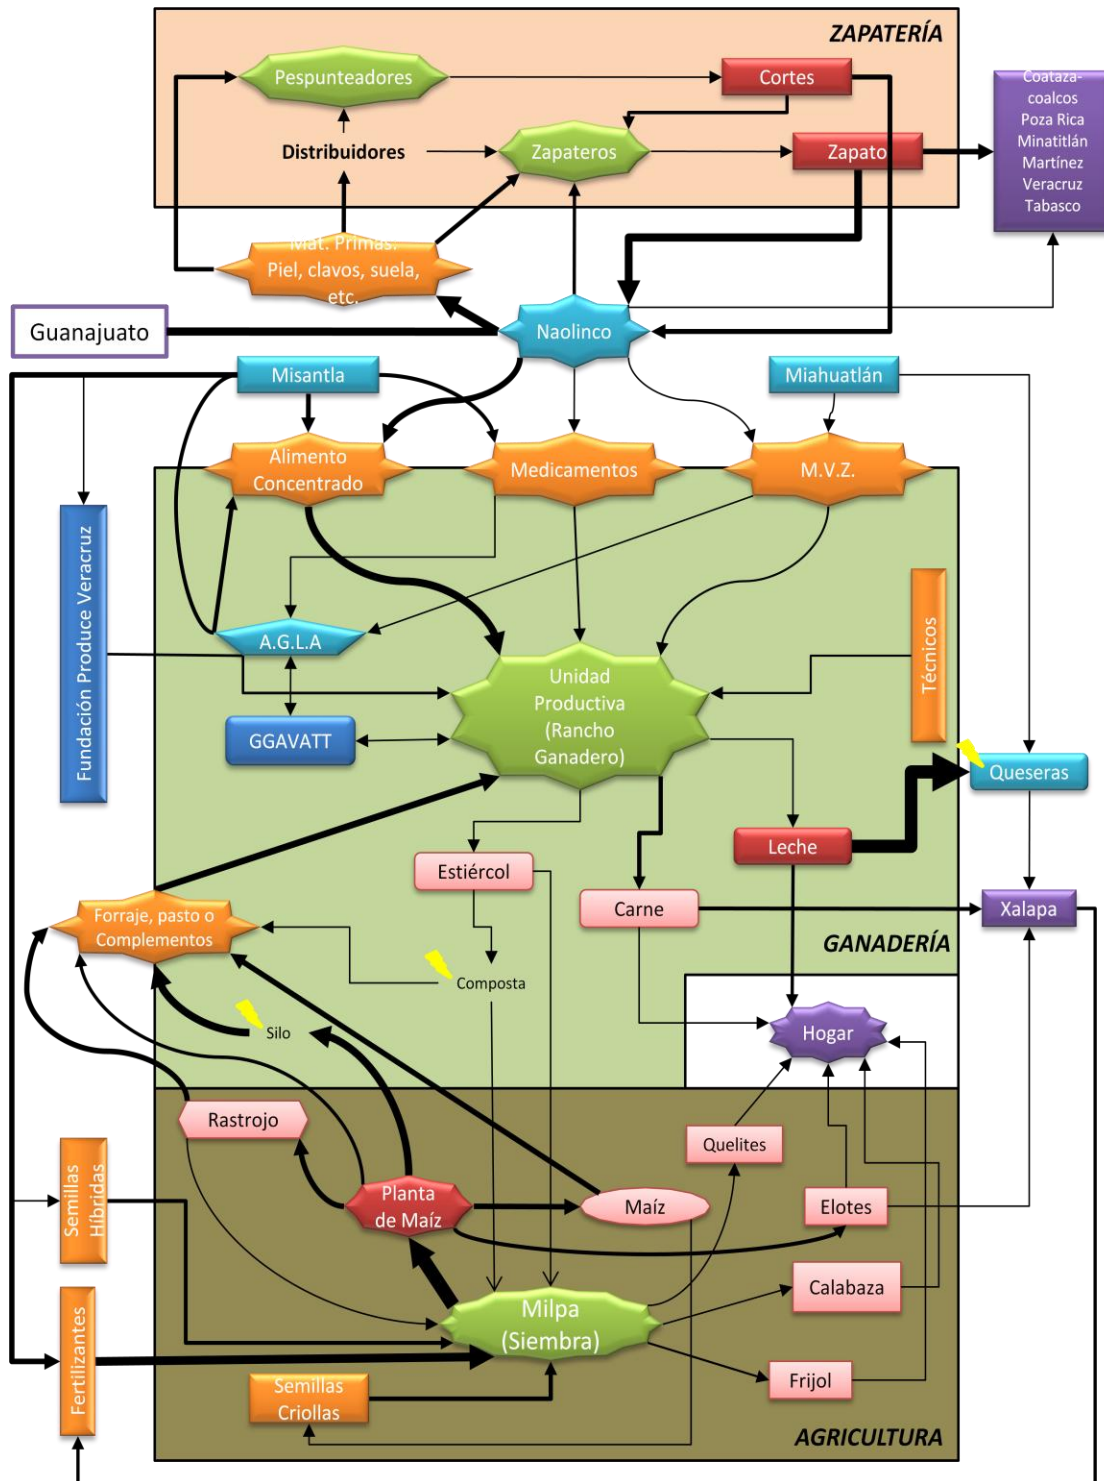 ZAPATERÍA
Pespunteadores
Cortes
Coataza-
coalcos
Poza Rica
Minatitlán
Martínez
Veracruz
Tabasco
Distribuidores
Zapateros
Zapato
Mat. Primas.
Piel, clavos, suela,
etc.
Guanajuato
Naolinco
Misantla
Miahuatlán
Alimento
Concentrado
Medicamentos
M.V.Z.
Fundación Produce Veracruz
A.G.L.A
Técnicos
Unidad
Productiva
(Rancho
Ganadero)
GGAVATT
Queseras
Leche
Estiércol
Carne
Xalapa
Forraje, pasto o
Complementos
GANADERÍA
Composta
Silo
Hogar
Rastrojo
Quelites
Semillas
Híbridas
Planta
de Maíz
Maíz
Elotes
Calabaza
Milpa
(Siembra)
Fertilizantes
Frijol
Semillas
Criollas
AGRICULTURA